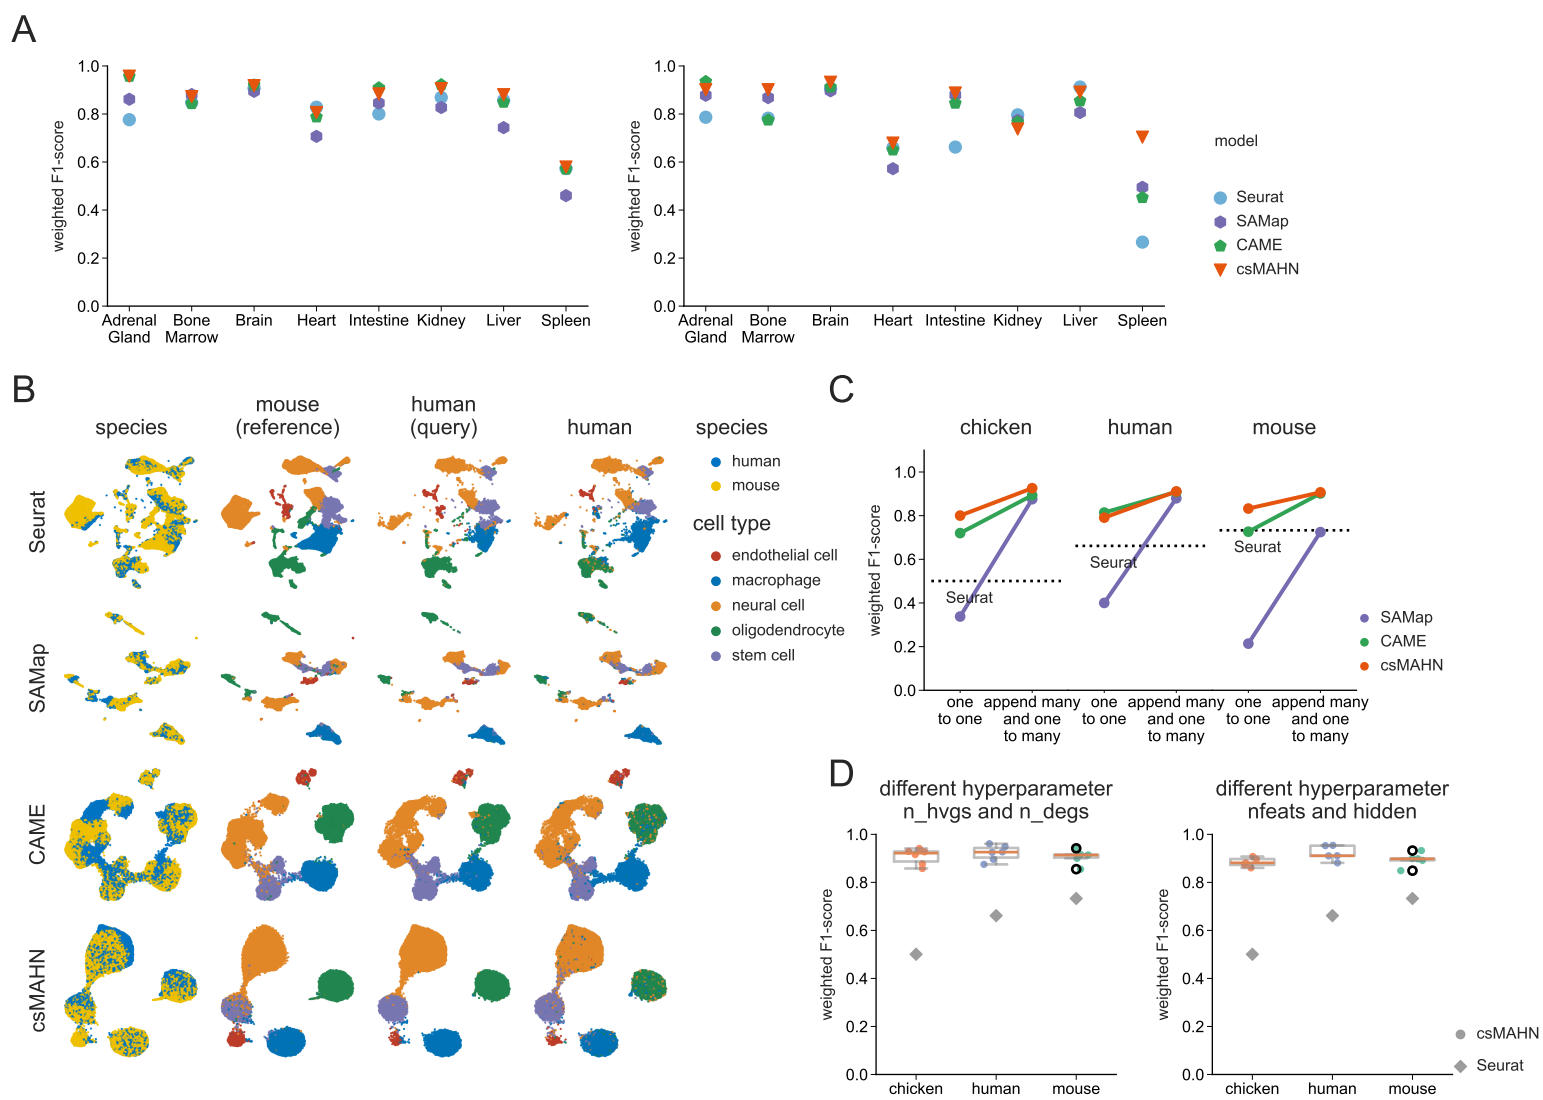 A
1.0
0.8
0.6
0.4
0.2
0.0
weighted F1-score
Adrenal Gland
Bone Marrow
Brain
Heart
Intestine
Kidney
Liver
Spleen
1.0
0.8
0.6
0.4
0.2
0.0
weighted F1-score
Adrenal Gland
Bone Marrow
Brain
Heart
Intestine
Kidney
Liver
Spleen
model
Seurat
SAMap
CAME
csMAHN
B
species
mouse
(reference)
human
(query)
human
Seurat
SAMap
CAME
csMAHN
species
human
mouse
cell type
endothelial cell
macrophage
neural cell
oligodendrocyte
stem cell
C
chicken
human
mouse
weighted F1-score
1.0
0.8
0.6
0.4
0.2
0.0
Seurat
Seurat
Seurat
one
to one
append many
and one
to many
one
to one
append many
and one
to many
one
to one
append many
and one
to many
SAMap
CAME
csMAHN
D
different hyperparameter
n_hvgs and n_degs
weighted F1-score
1.0
0.8
0.6
0.4
0.2
0.0
chicken
human
mouse
different hyperparameter
nfeats and hidden
weighted F1-score
1.0
0.8
0.6
0.4
0.2
0.0
chicken
human
mouse
csMAHN
Seurat